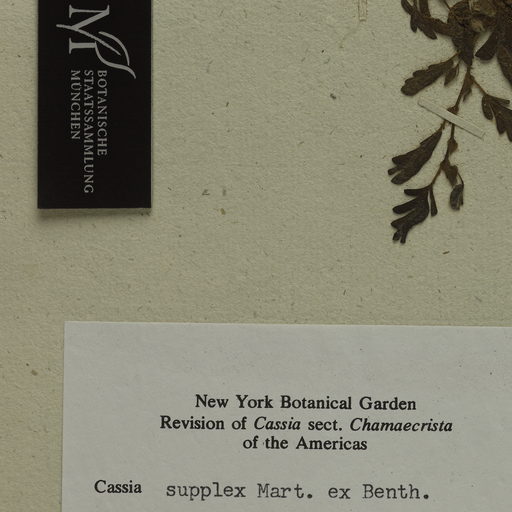 M
BOTANISCHE
STAATSSAMMLUNG
MÜNCHEN
New York Botanical Garden
Revision of Cassia sect. Chamaecrista
of the Americas
Cassia supplex Mart. ex Benth.